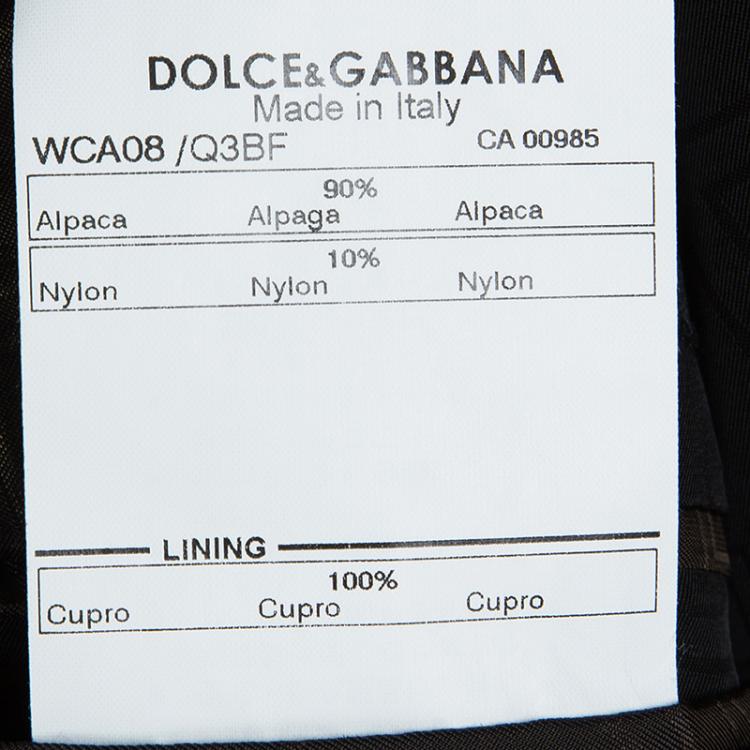 DOLCE&GABBANA
Made in Italy
WCA08 /Q3BF CA 00985
90%
Alpaca Alpaga Alpaca
10%
Nylon Nylon Nylon
LINING
100%
Cupro Cupro Cupro